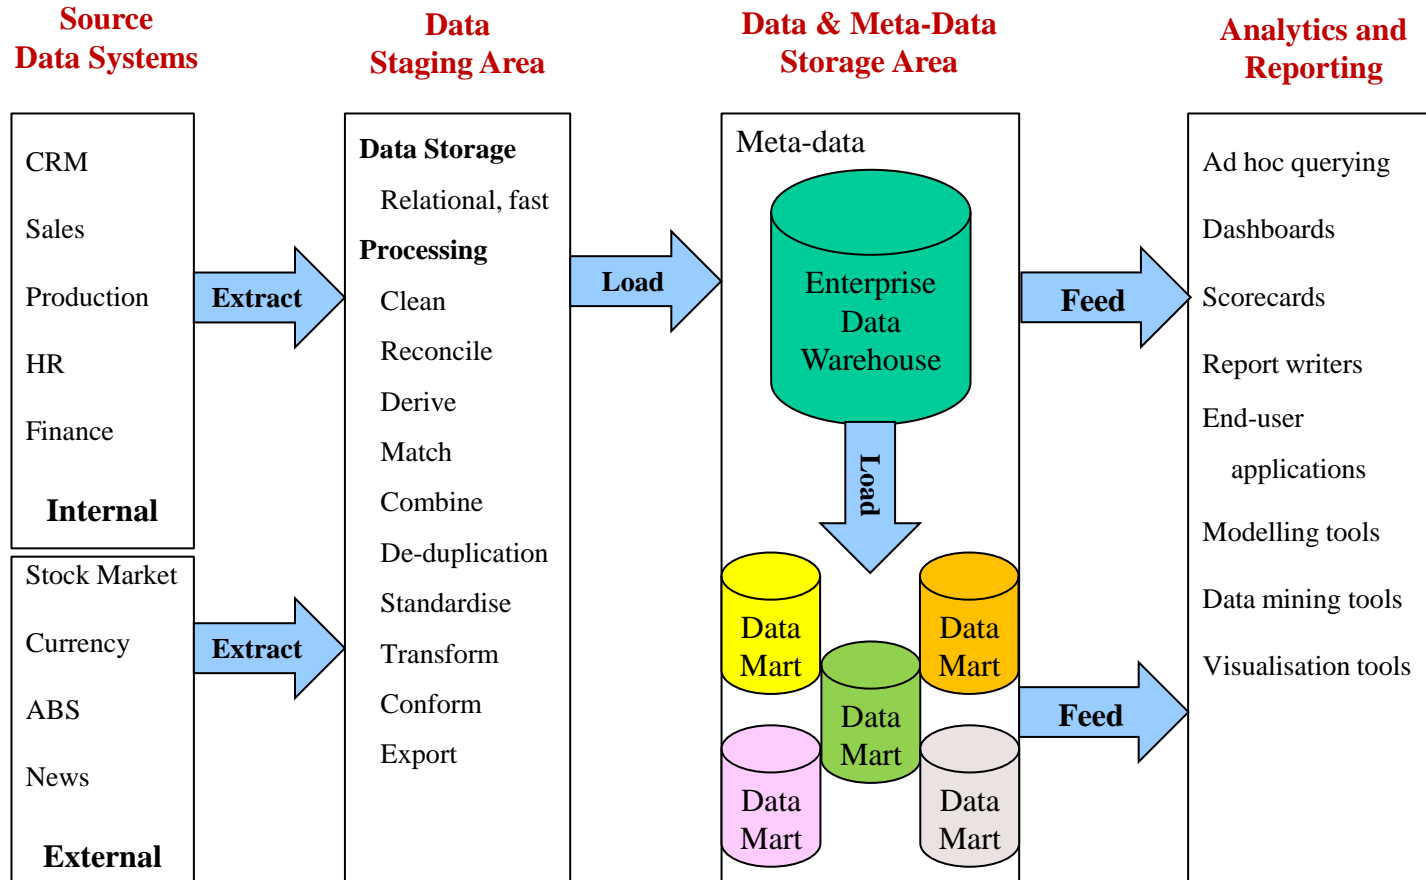 Source
Data Systems
CRM
Sales
Production
HR
Finance
Internal
Stock Market
Currency
ABS
News
External
Extract
Extract
Data
Staging Area
Data Storage
Relational, fast
Processing
Clean
Reconcile
Derive
Match
Combine
De-duplication
Standardise
Transform
Conform
Export
Load
Data & Meta-Data
Storage Area
Meta-data
Enterprise
Data
Warehouse
Load
Data
Mart
Data
Mart
Data
Mart
Data
Mart
Data
Mart
Feed
Feed
Analytics and
Reporting
Ad hoc querying
Dashboards
Scorecards
Report writers
End-user
applications
Modelling tools
Data mining tools
Visualisation tools